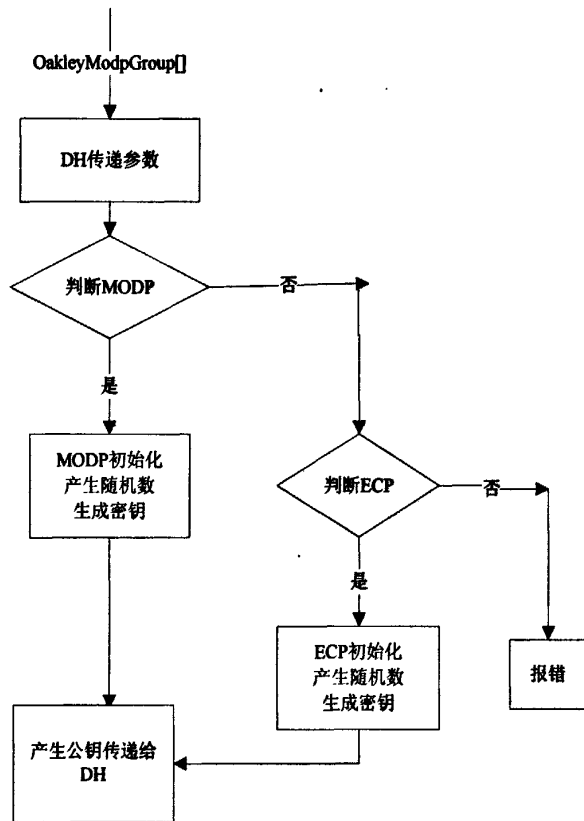 OakleyModpGroup[]
DH传递参数
判断MODP
否
是
MODP初始化
产生随机数
生成密钥
判断ECP
否
是
ECP初始化
产生随机数
生成密钥
报错
产生公钥传递给
DH